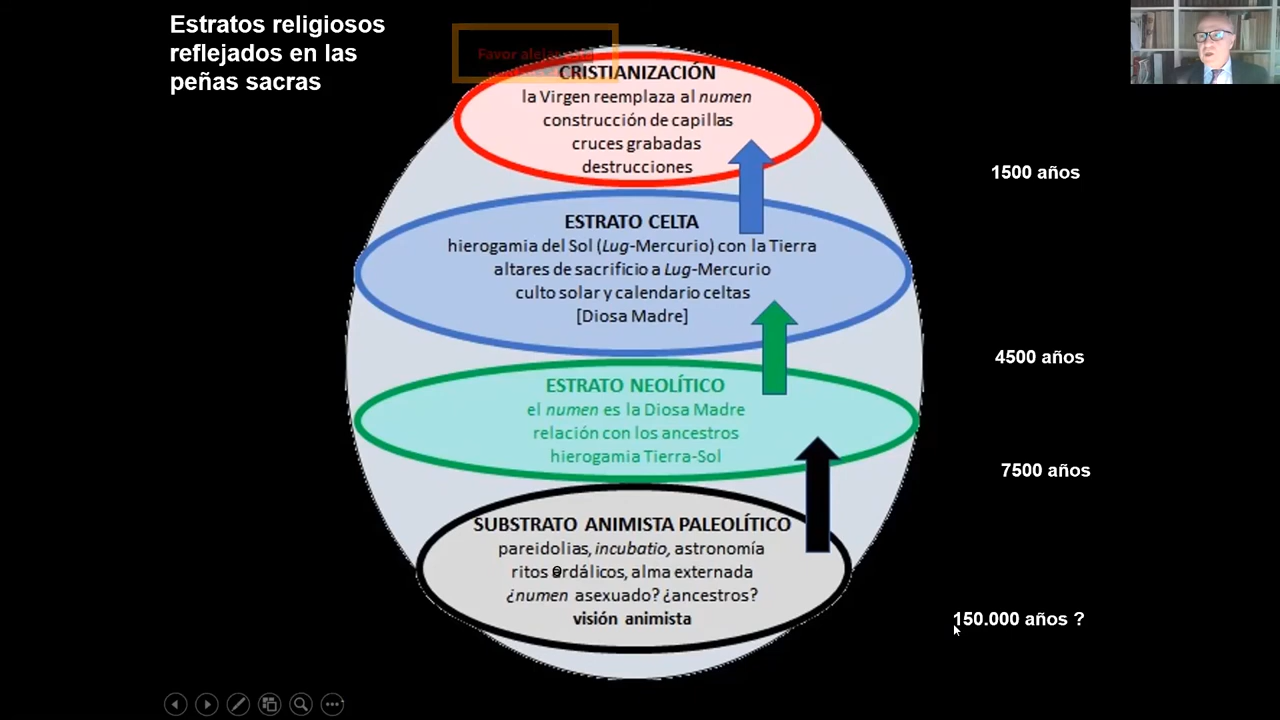 Estratos religiosos
reflejados en las
peñas sacras
Favor alejar
CRISTIANIZACIÓN
la Virgen reemplaza al numen
construcción de capillas
cruces grabadas
destrucciones
1500 años
ESTRATO CELTA
hierogamia del Sol (Lug-Mercurio) con la Tierra
altares de sacrificio a Lug-Mercurio
culto solar y calendario celtas
[Diosa Madre]
4500 años
ESTRATO NEOLÍTICO
el numen es la Diosa Madre
relación con los ancestros
hierogamia Tierra-Sol
7500 años
SUBSTRATO ANIMISTA PALEOLÍTICO
pareidolias, incubatio, astronomía
ritos ordálicos, alma externada
¿numen asexuado? ¿ancestros?
visión animista
150.000 años ?